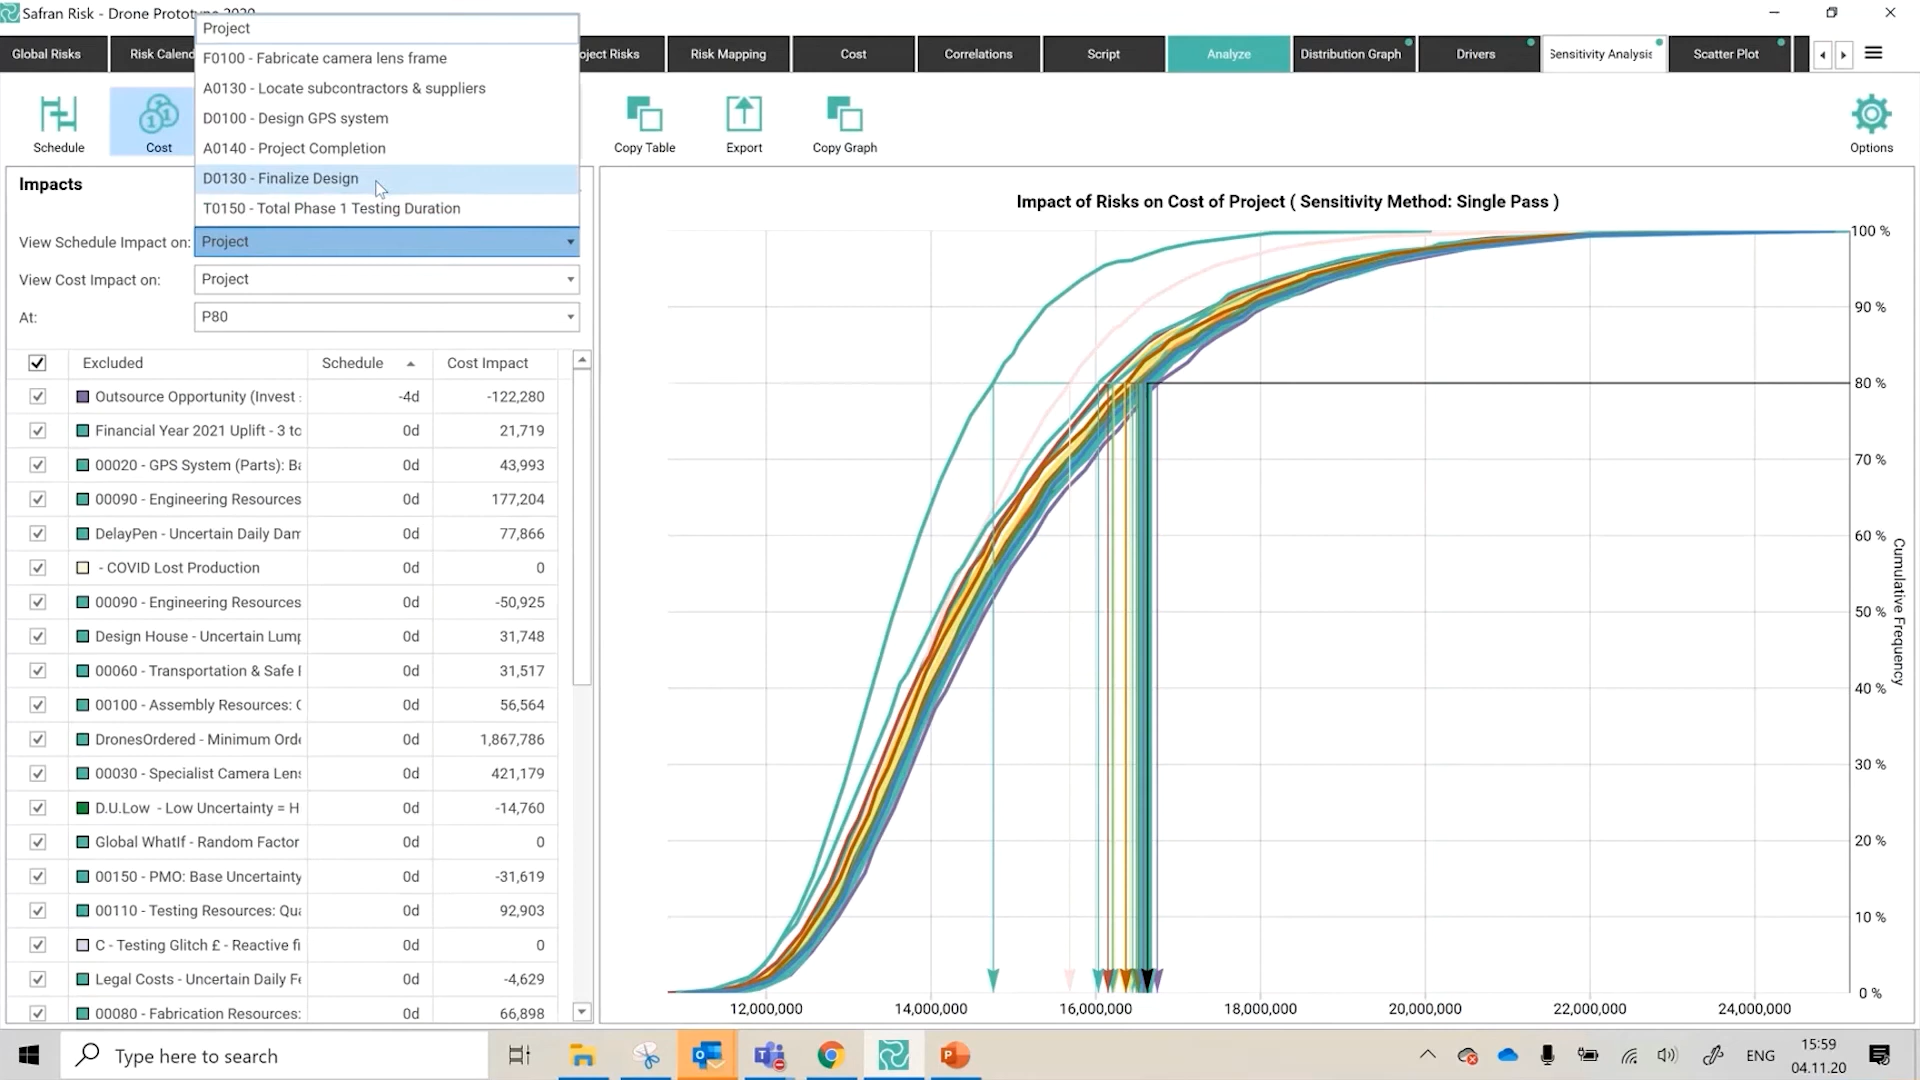 Safran Risk - Drone Prototype 2020
Global Risks
Risk Calend
oject Risks
Risk Mapping
Cost
Correlations
Script
Analyze
Distribution Graph
Drivers
Sensitivity Analysis
Scatter Plot
Project
F0100 - Fabricate camera lens frame
A0130 - Locate subcontractors & suppliers
D0100 - Design GPS system
A0140 - Project Completion
D0130 - Finalize Design
T0150 - Total Phase 1 Testing Duration
Schedule
Cost
Copy Table
Export
Copy Graph
Options
Impacts
View Schedule Impact on: Project
View Cost Impact on: Project
At: P80
Excluded Schedule Cost Impact
Outsource Opportunity (Invest -4d -122,280
Financial Year 2021 Uplift - 3 to 0d 21,719
00020 - GPS System (Parts): Ba 0d 43,993
00090 - Engineering Resources 0d 177,204
DelayPen - Uncertain Daily Dam 0d 77,866
- COVID Lost Production 0d 0
00090 - Engineering Resources 0d -50,925
Design House - Uncertain Lump 0d 31,748
00060 - Transportation & Safe 0d 31,517
00100 - Assembly Resources: 0d 56,564
DronesOrdered - Minimum Orde 0d 1,867,786
00030 - Specialist Camera Lens 0d 421,179
D.U.Low - Low Uncertainty = H 0d -14,760
Global WhatIf - Random Factor 0d 0
00150 - PMO: Base Uncertainty 0d -31,619
00110 - Testing Resources: Qua 0d 92,903
C - Testing Glitch £ - Reactive fi 0d 0
Legal Costs - Uncertain Daily Fe 0d -4,629
00080 - Fabrication Resources: 0d 66,898
Impact of Risks on Cost of Project ( Sensitivity Method: Single Pass )
100 %
90 %
80 %
70 %
60 %
50 %
40 %
30 %
20 %
10 %
0 %
Cumulative Frequency
12,000,000
14,000,000
16,000,000
18,000,000
20,000,000
22,000,000
24,000,000
Type here to search
ENG
15:59
04.11.20